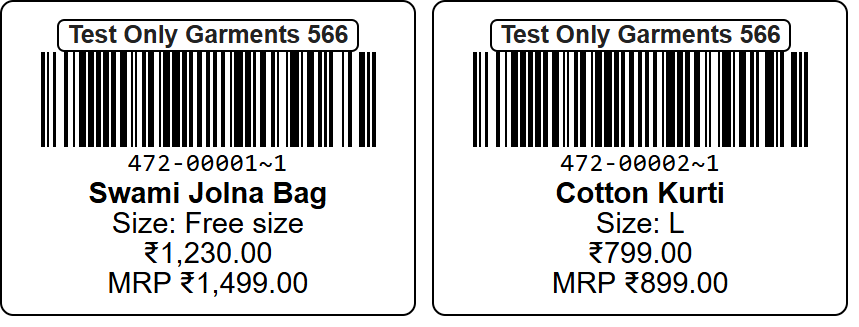 Test Only Garments 566
472-00001~1
Swami Jolna Bag
Size: Free size
₹1,230.00
MRP ₹1,499.00
Test Only Garments 566
472-00002~1
Cotton Kurti
Size: L
₹799.00
MRP ₹899.00